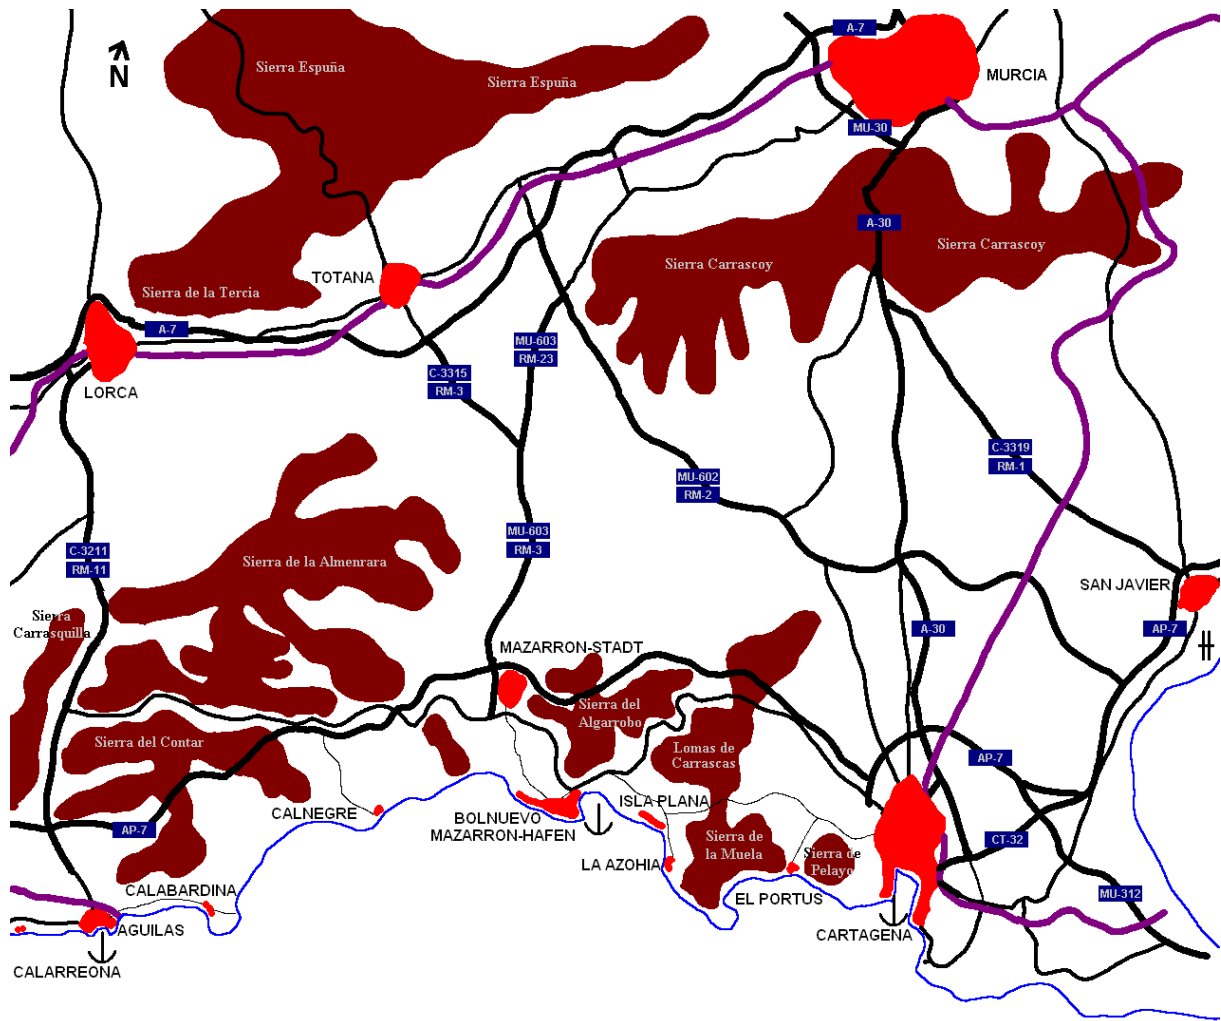 A-7
Sierra Espuña
MURCIA
N
Sierra Espuña
MU-30
A-30
Sierra Carrascoy
Sierra Carrascoy
TOTANA
Sierra de la Tercia
A-7
MU-603
RM-23
C-3315
RM-3
LORCA
C-3319
RM-1
MU-602
RM-2
MU-603
RM-3
C-3211
RM-11
Sierra de la Almenrara
SAN JAVIER
Sierra
Carrasquilla
A-30
AP-7
MAZARRON-STADT
Sierra del
Algarrobo
Sierra del Contar
Lomas de
Carrascas
AP-7
ISLA PLANA
CALNEGRE
BOLNUEVO
MAZARRON-HAFEN
AP-7
Sierra de
la Muela
CT-32
Sierra de
Pelayo
LA AZOHIA
CALABARDINA
EL PORTUS
MU-312
AGUILAS
CARTAGENA
CALARREONA